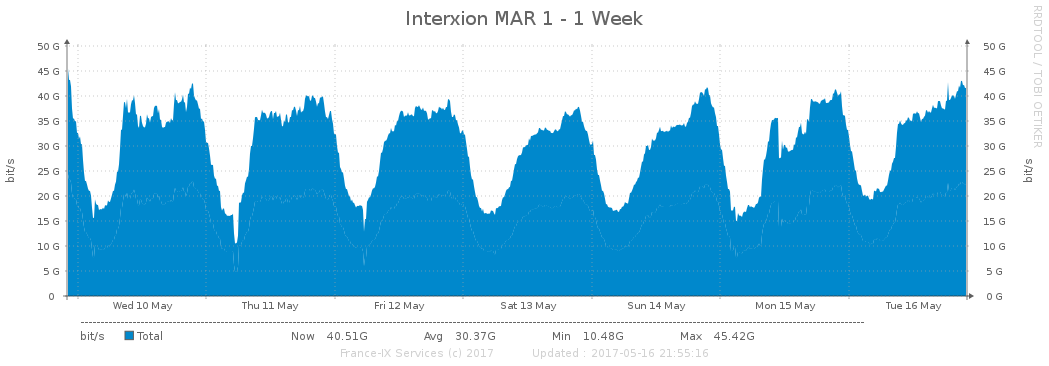 Interxion MAR 1 - 1 Week
RRDTOOL / TOBI OETIKER
bit/s
50 G
45 G
40 G
35 G
30 G
25 G
20 G
15 G
10 G
5 G
0
50 G
45 G
40 G
35 G
30 G
25 G
20 G
15 G
10 G
5 G
0 G
bit/s
Wed 10 May Thu 11 May Fri 12 May Sat 13 May Sun 14 May Mon 15 May Tue 16 May
bit/s Total Now 40.51G Avg 30.37G Min 10.48G Max 45.42G
France-IX Services (c) 2017 Updated : 2017-05-16 21:55:16